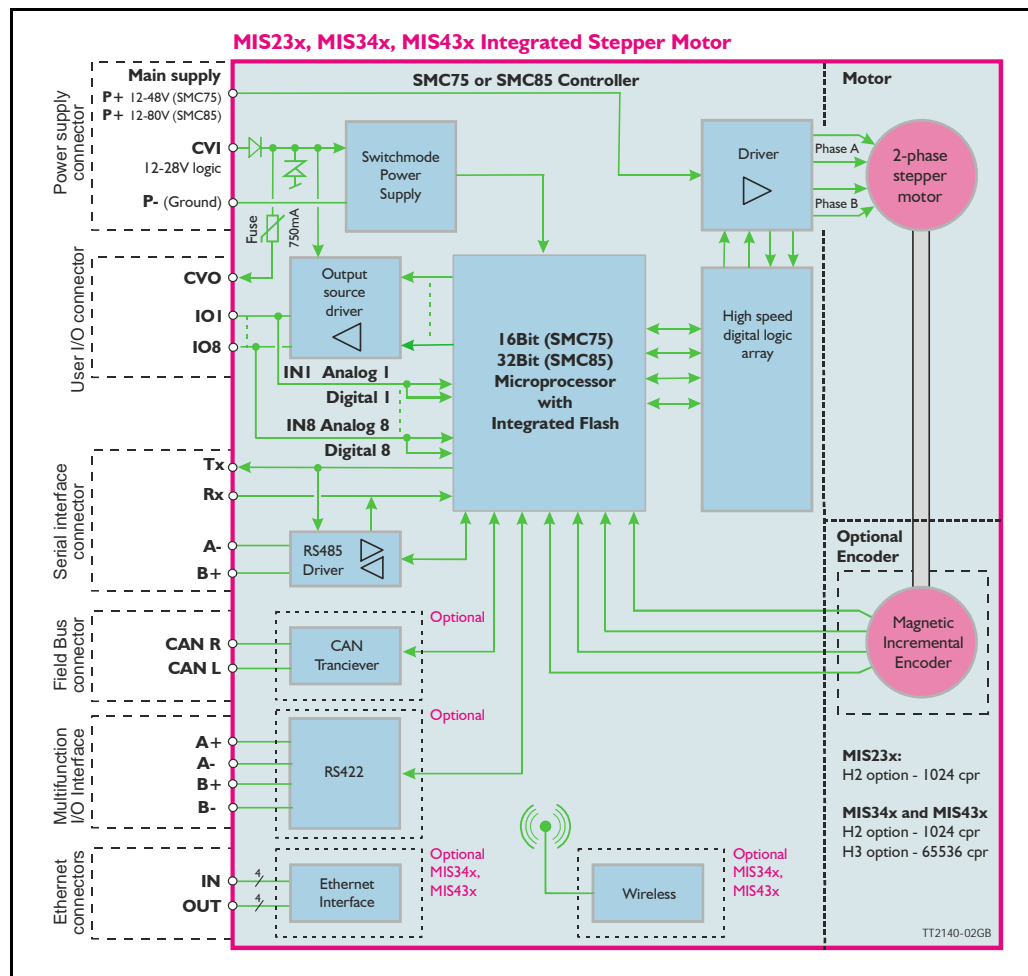 MIS23x, MIS34x, MIS43x Integrated Stepper Motor
Power supply
connector
Main supply
P+ 12-48V (SMC75)
P+ 12-80V (SMC85)
CVI
12-28V logic
P- (Ground)
SMC75 or SMC85 Controller
Motor
Switchmode
Power
Supply
Driver
Phase A
Phase B
2-phase
stepper
motor
Fuse
750mA
User I/O connector
CVO
IO1
IO8
Output
source
driver
IN1 Analog 1
Digital 1
IN8 Analog 8
Digital 8
16Bit (SMC75)
32Bit (SMC85)
Microprocessor
with
Integrated Flash
High speed
digital logic
array
Serial interface
connector
Tx
Rx
A-
B+
RS485
Driver
Optional
Encoder
Magnetic
Incremental
Encoder
Field Bus
connector
CAN R
CAN L
CAN
Tranciever
Optional
Multifunction
I/O Interface
A+
A-
B+
B-
RS422
Optional
MIS23x:
H2 option - 1024 cpr
MIS34x and MIS43x
H2 option - 1024 cpr
H3 option - 65536 cpr
Ethernet
connectors
IN
4
OUT
4
Ethernet
Interface
Optional
MIS34x,
MIS43x
Wireless
Optional
MIS34x,
MIS43x
TT2140-02GB